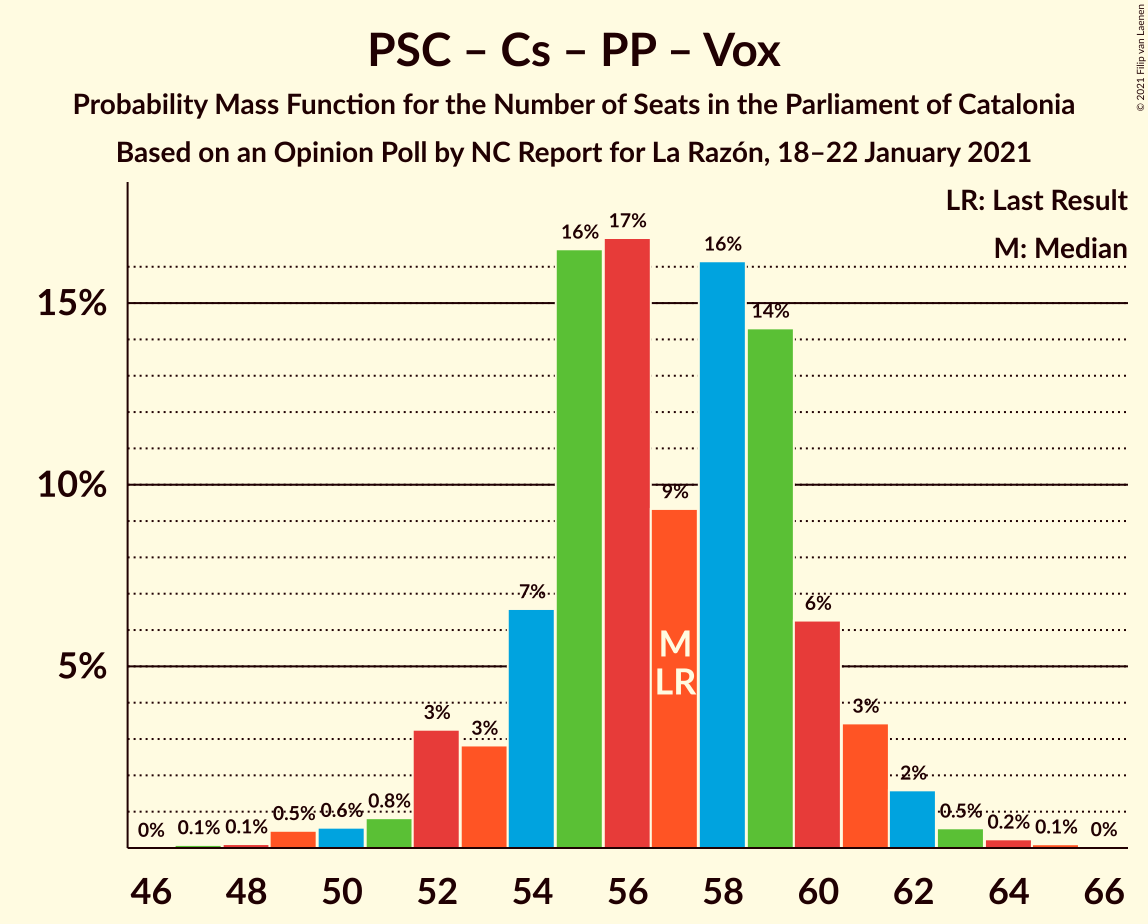 PSC – Cs – PP – Vox
Probability Mass Function for the Number of Seats in the Parliament of Catalonia
Based on an Opinion Poll by NC Report for La Razón, 18–22 January 2021
© 2021 Filip van Laenen
LR: Last Result
M: Median
15%
10%
5%
0%
0.1%
0.1%
0.5%
0.6%
0.8%
3%
3%
7%
16%
17%
9%
16%
14%
6%
3%
2%
0.5%
0.2%
0.1%
0%
M
LR
46 48 50 52 54 56 58 60 62 64 66